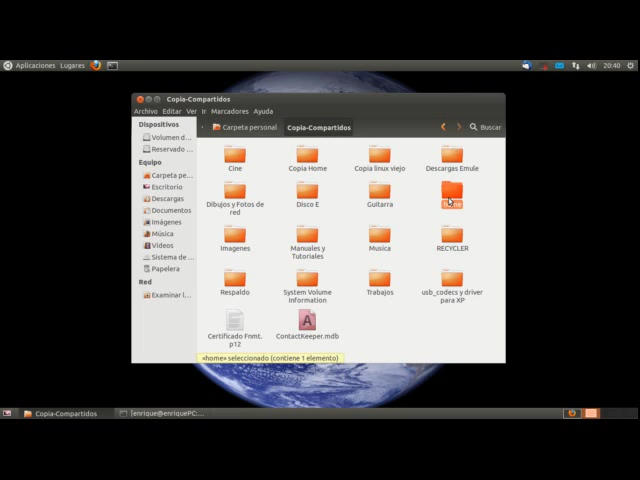 Aplicaciones Lugares 20:40
Copia-Compartidos
Archivo Editar Ver Ir Marcadores Ayuda
Dispositivos
Volumen d...
Reservado ...
Equipo
Carpeta pe...
Escritorio
Descargas
Documentos
Imágenes
Música
Vídeos
Sistema de ...
Papelera
Red
Examinar l...
Carpeta personal Copia-Compartidos Buscar
Cine Copia Home Copia linux viejo Descargas Emule
Dibujos y Fotos de red
Disco E Guitarra home
Imagenes Manuales y Tutoriales Musica RECYCLER
Respaldo System Volume Information Trabajos usb_codecs y driver para XP
Certificado Fnmt.p12 ContactKeeper.mdb
«home» seleccionado (contiene 1 elemento)
Copia-Compartidos [enrique@enriquePC:...